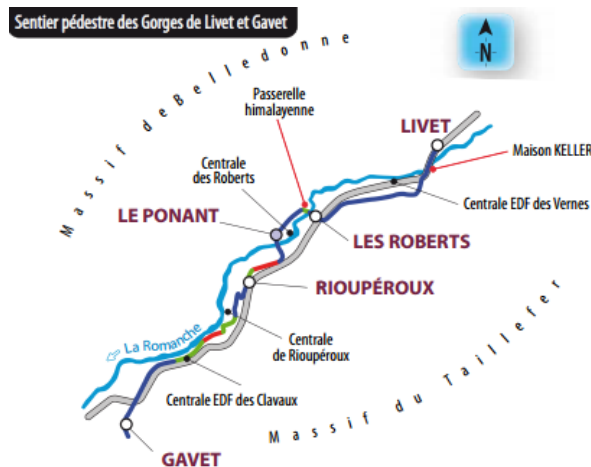 Sentier pédestre des Gorges de Livet et Gavet
N
Massif de Belledonne
Passerelle
himalayenne
LIVET
Maison KELLER
Centrale
des Roberts
Centrale EDF des Vernes
LE PONANT
LES ROBERTS
RIOUPÉROUX
La Romanche
Centrale
de Rioupéroux
Centrale EDF des Clavaux
Massif du Taillefer
GAVET